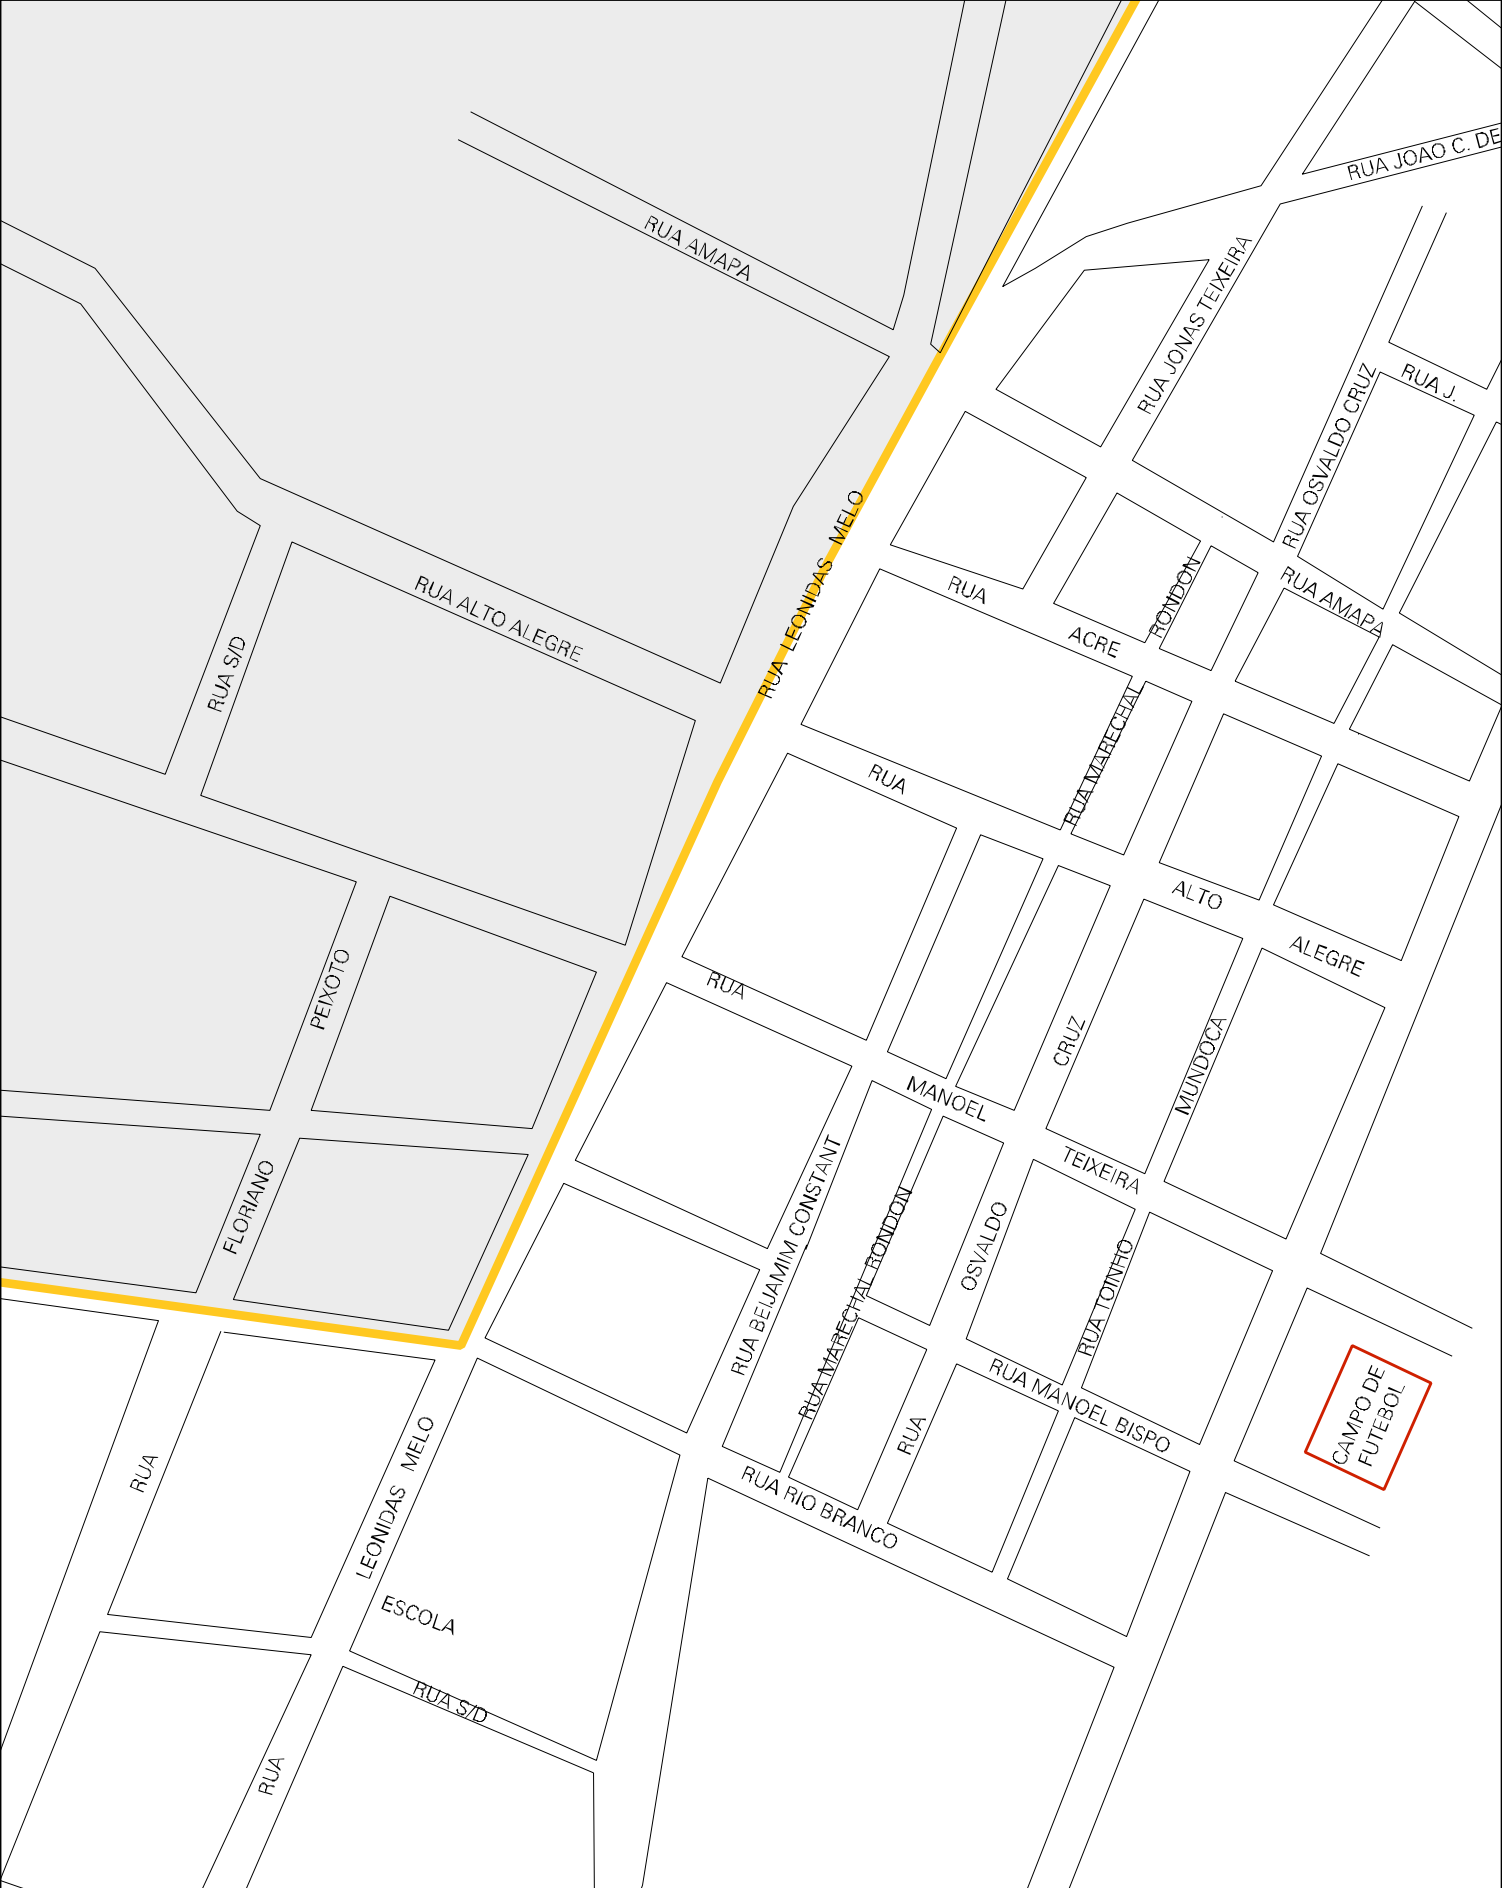 RUA JOAO C. DE
RUA AMAPA
RUA JONAS TEIXEIRA
RUA J.
RUA OSVALDO CRUZ
RUA LEONIDAS MELO
RUA ACRE
RONDON
RUA AMAPA
RUA ALTO ALEGRE
RUA S/D
RUA MARECHAL
RUA ALTO ALEGRE
PEIXOTO
RUA MANOEL TEIXEIRA
CRUZ
MUNDOCA
FLORIANO
RUA BEIJAMIM CONSTANT
RUA MARECHAL RONDON
OSVALDO
RUA TOINHO
RUA MANOEL BISPO
CAMPO DE
FUTEBOL
RUA
LEONIDAS MELO
RUA
RUA RIO BRANCO
ESCOLA
RUA S/D
RUA